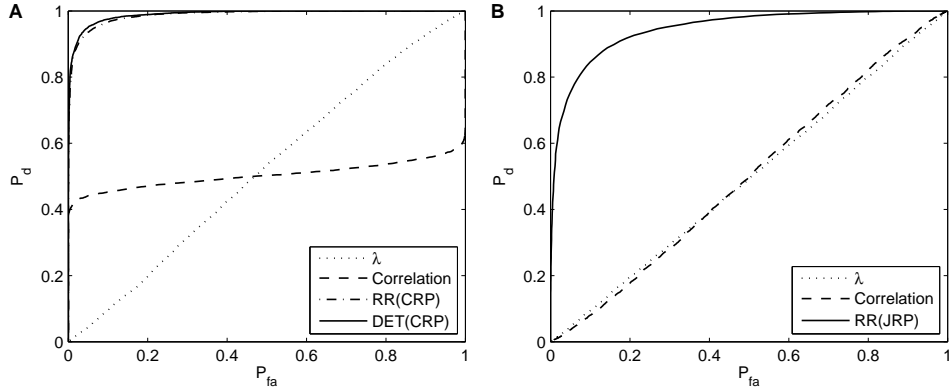 A
1
0.8
0.6
0.4
0.2
0
P_d
0 0.2 0.4 0.6 0.8 1
P_fa
λ
Correlation
RR(CRP)
DET(CRP)
B
1
0.8
0.6
0.4
0.2
0
P_d
0 0.2 0.4 0.6 0.8 1
P_fa
λ
Correlation
RR(JRP)